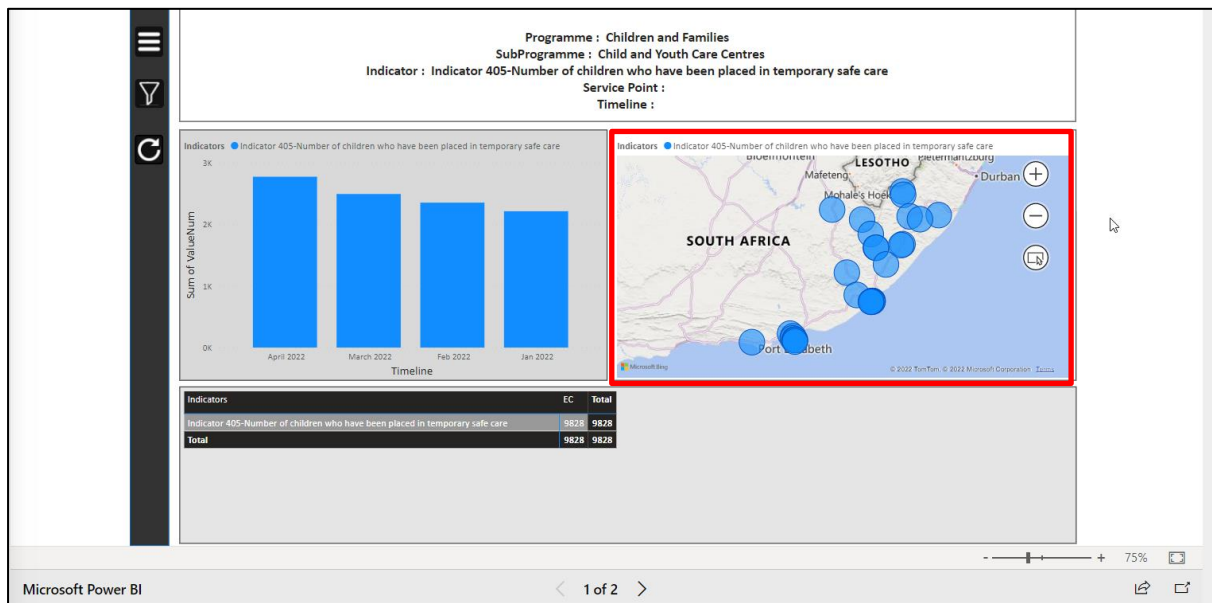 Programme : Children and Families
SubProgramme : Child and Youth Care Centres
Indicator : Indicator 405-Number of children who have been placed in temporary safe care
Service Point :
Timeline :
Indicators Indicator 405-Number of children who have been placed in temporary safe care
3K
2K
1K
0K
Sum of ValueNum
April 2022 March 2022 Feb 2022 Jan 2022
Timeline
Indicators Indicator 405-Number of children who have been placed in temporary safe care
LESOTHO
Mafeteng
Durban
Mohale's
SOUTH AFRICA
Port
Microsoft Bing
© 2022 TomTom, © 2022 Microsoft Corporation Terms
Indicators EC Total
Indicator 405-Number of children who have been placed in temporary safe care 9828 9828
Total 9828 9828
- + 75%
Microsoft Power BI
1 of 2